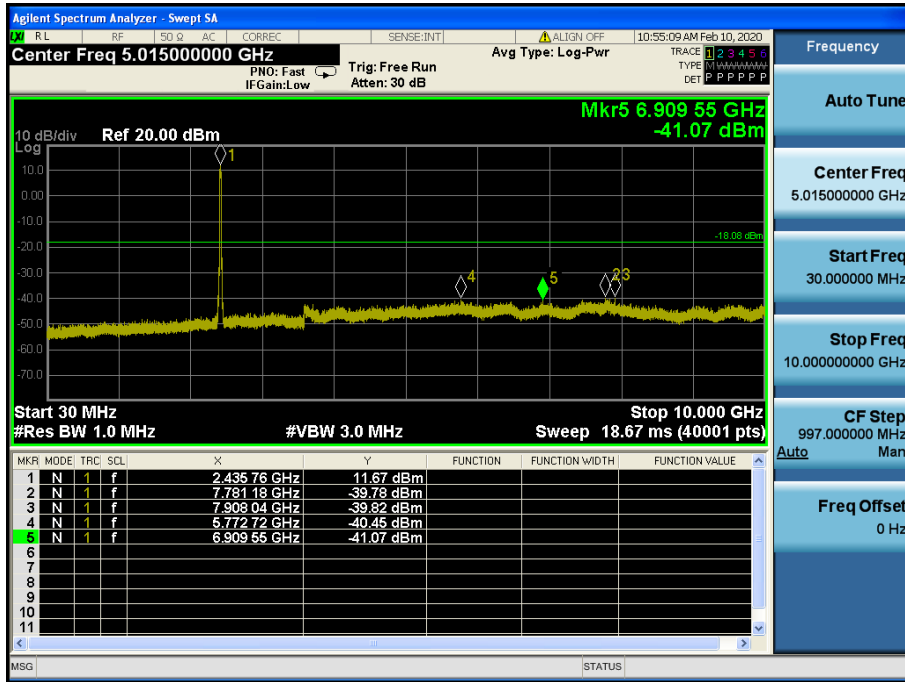 Agilent Spectrum Analyzer - Swept SA
LXI RL RF 50 Ω AC CORREC SENSE:INT ALIGN OFF 10:55:09 AM Feb 10, 2020
Center Freq 5.015000000 GHz
PNO: Fast
IFGain:Low
Trig: Free Run
Atten: 30 dB
Avg Type: Log-Pwr
TRACE 1 2 3 4 5 6
TYPE M
DET P P P P P P
Mkr5 6.909 55 GHz
-41.07 dBm
10 dB/div Ref 20.00 dBm
Log
1
10.0
0.00
-10.0
-18.08 dBm
-20.0
-30.0
4 5 2 3
-40.0
-50.0
-60.0
-70.0
Start 30 MHz Stop 10.000 GHz
#Res BW 1.0 MHz #VBW 3.0 MHz Sweep 18.67 ms (40001 pts)
MKR MODE TRC SCL X Y FUNCTION FUNCTION WIDTH FUNCTION VALUE
1 N 1 f 2.435 76 GHz 11.67 dBm
2 N 1 f 7.781 18 GHz -39.78 dBm
3 N 1 f 7.908 04 GHz -39.82 dBm
4 N 1 f 5.772 72 GHz -40.45 dBm
5 N 1 f 6.909 55 GHz -41.07 dBm
6
7
8
9
10
11
MSG STATUS
Frequency
Auto Tune
Center Freq
5.015000000 GHz
Start Freq
30.000000 MHz
Stop Freq
10.000000000 GHz
CF Step
997.000000 MHz
Auto Man
Freq Offset
0 Hz